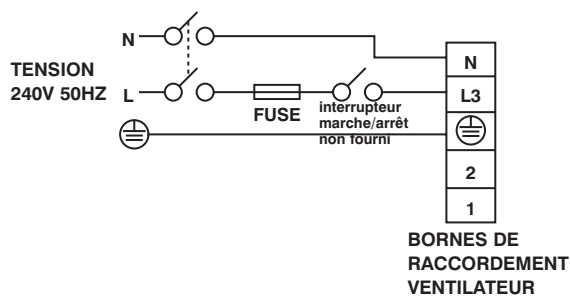 N
TENSION
240V 50HZ
L
FUSE
interrupteur
marche/arrêt
non fourni
N
L3
2
1
BORNES DE
RACCORDEMENT
VENTILATEUR